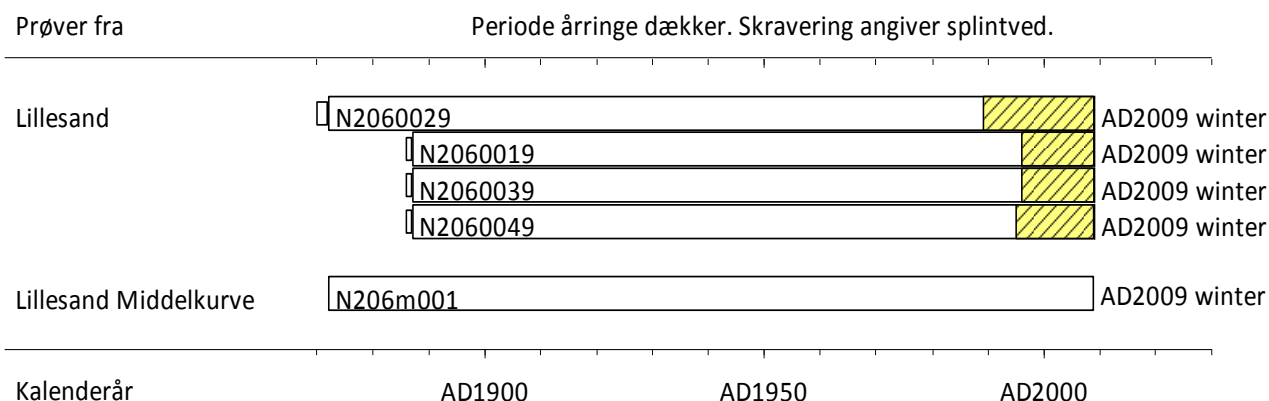 Prøver fra Periode årringe dækker. Skravering angiver splintved.
Lillesand N2060029 AD2009 winter
N2060019 AD2009 winter
N2060039 AD2009 winter
N2060049 AD2009 winter
Lillesand Middelkurve N206m001 AD2009 winter
Kalenderår AD1900 AD1950 AD2000